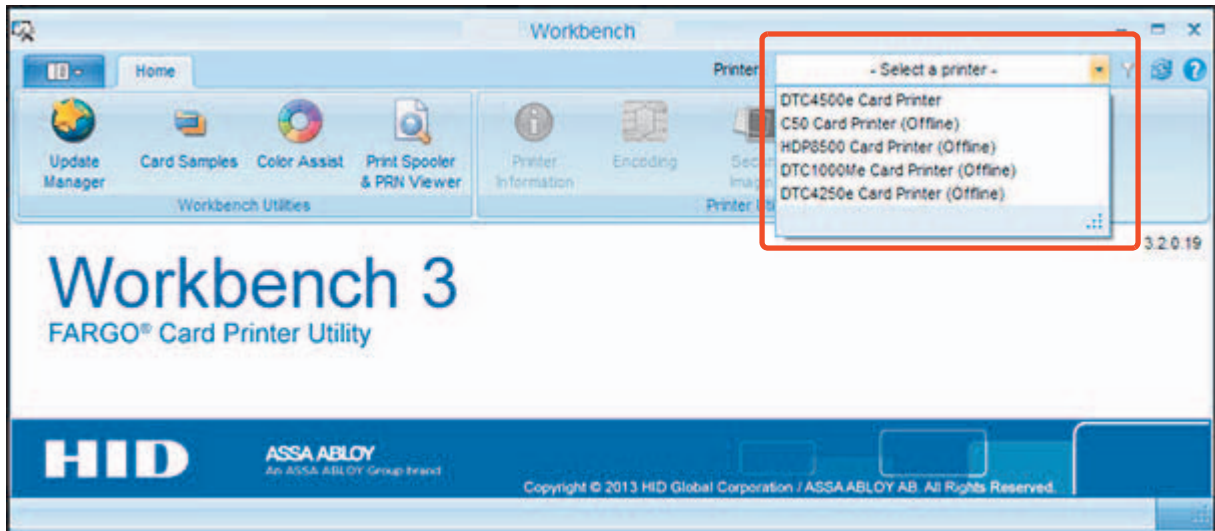 Workbench
Home
Printer
- Select a printer -
DTC4500e Card Printer
C50 Card Printer (Offline)
HDP8500 Card Printer (Offline)
DTC1000Me Card Printer (Offline)
DTC4250e Card Printer (Offline)
Update Manager
Card Samples
Color Assist
Print Spooler
& PRN Viewer
Printer
Information
Encoding
Workbench Utilities
Printer
3.2.0.19
Workbench 3
FARGO® Card Printer Utility
HID
ASSA ABLOY
An ASSA ABLOY Group brand
Copyright © 2013 HID Global Corporation / ASSA ABLOY AB. All Rights Reserved.